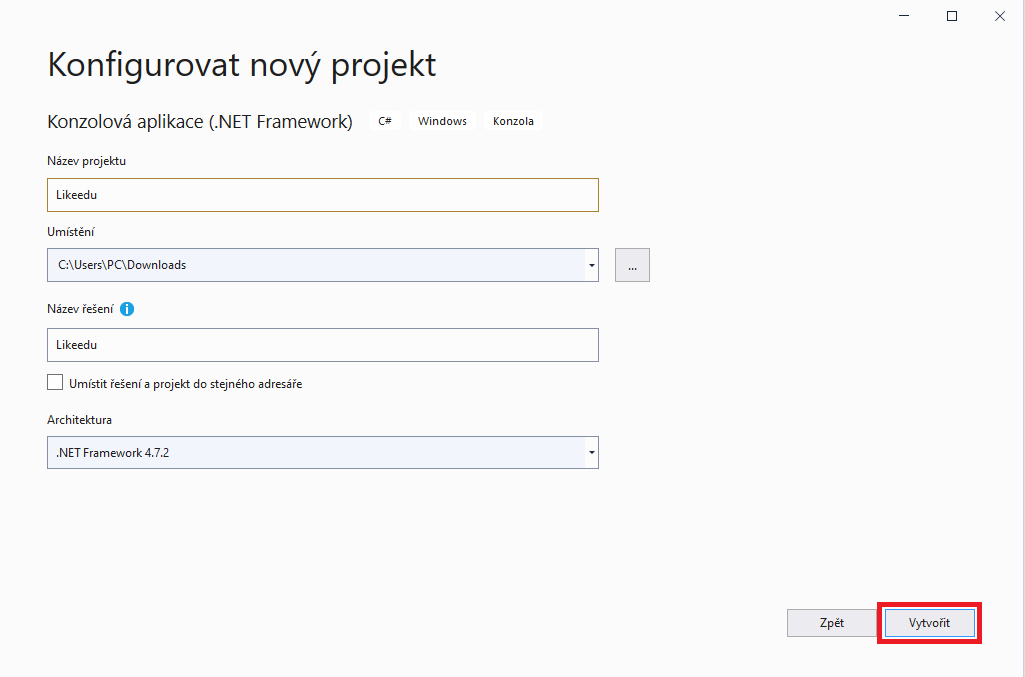 Konfigurovat nový projekt
Konzolová aplikace (.NET Framework) C# Windows Konzola
Název projektu
Likeedu
Umístění
C:\Users\PC\Downloads
...
Název řešení
Likeedu
Umístit řešení a projekt do stejného adresáře
Architektura
.NET Framework 4.7.2
Zpět Vytvořit